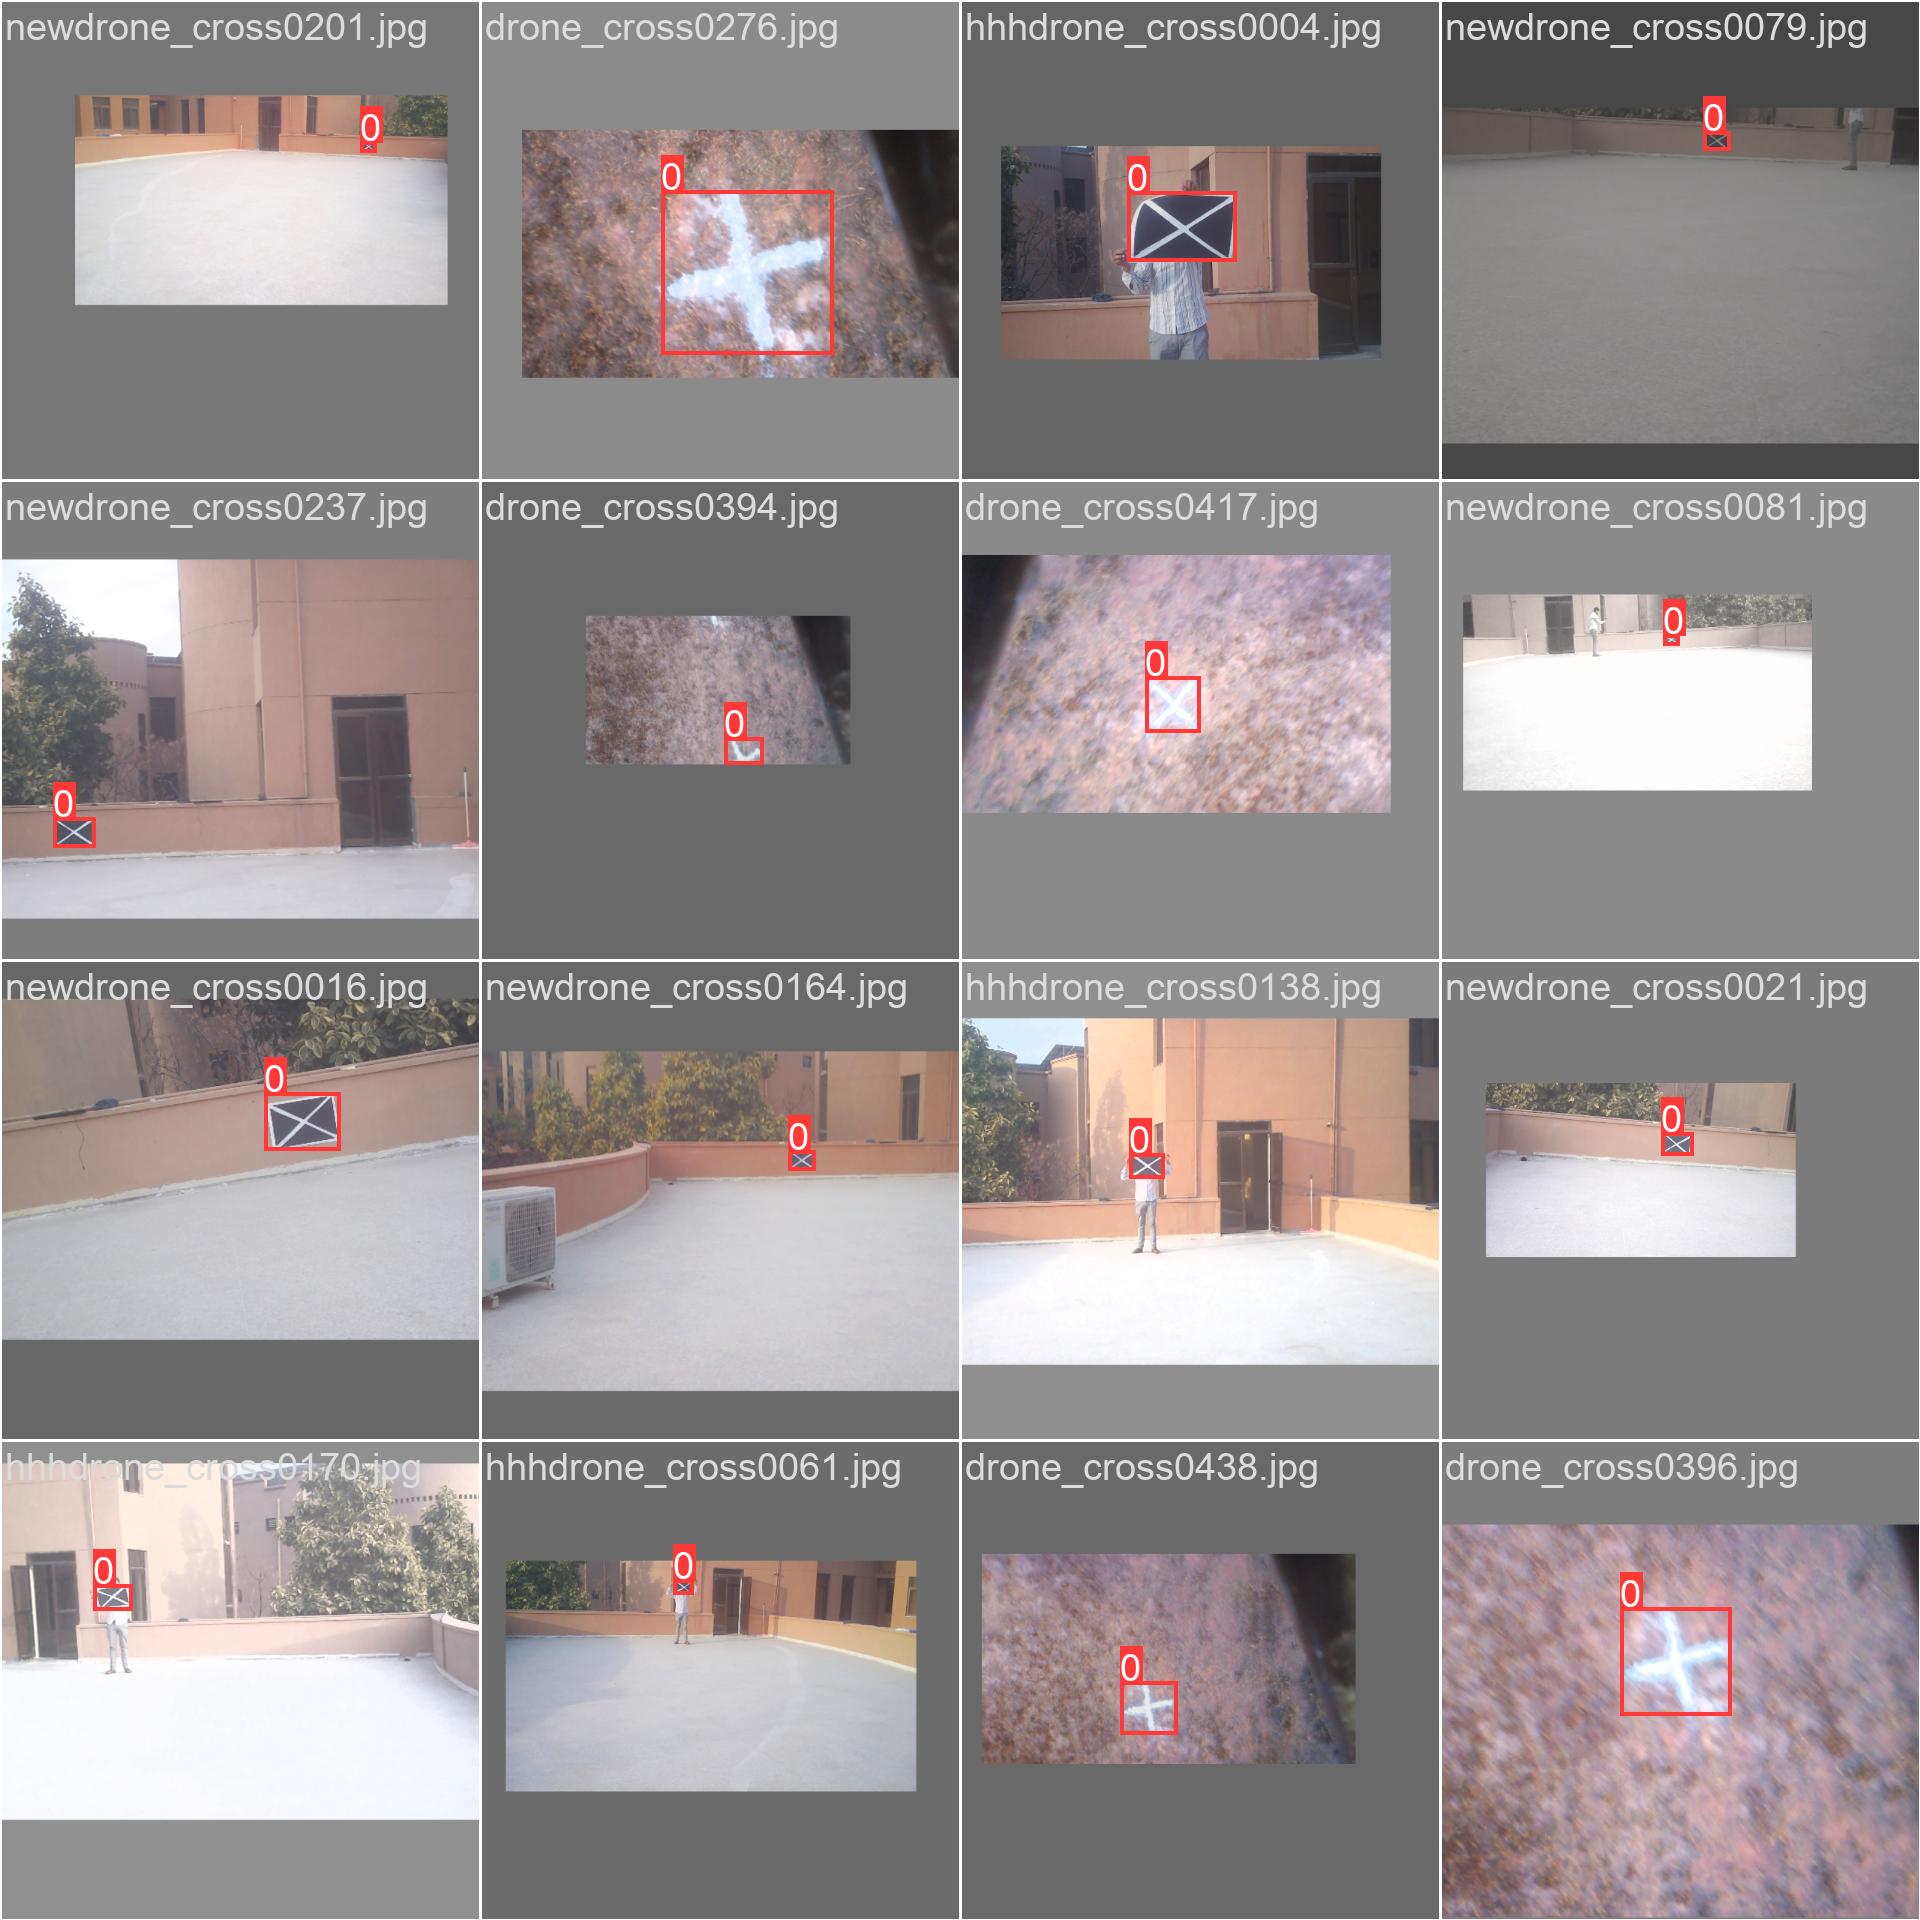 newdrone_cross0201.jpg
drone_cross0276.jpg
hhhdrone_cross0004.jpg
newdrone_cross0079.jpg
0
0
0
0
newdrone_cross0237.jpg
drone_cross0394.jpg
drone_cross0417.jpg
newdrone_cross0081.jpg
0
0
0
0
newdrone_cross0016.jpg
newdrone_cross0164.jpg
hhhdrone_cross0138.jpg
newdrone_cross0021.jpg
0
0
0
0
hhhdrone_cross0170.jpg
hhhdrone_cross0061.jpg
drone_cross0438.jpg
drone_cross0396.jpg
0
0
0
0